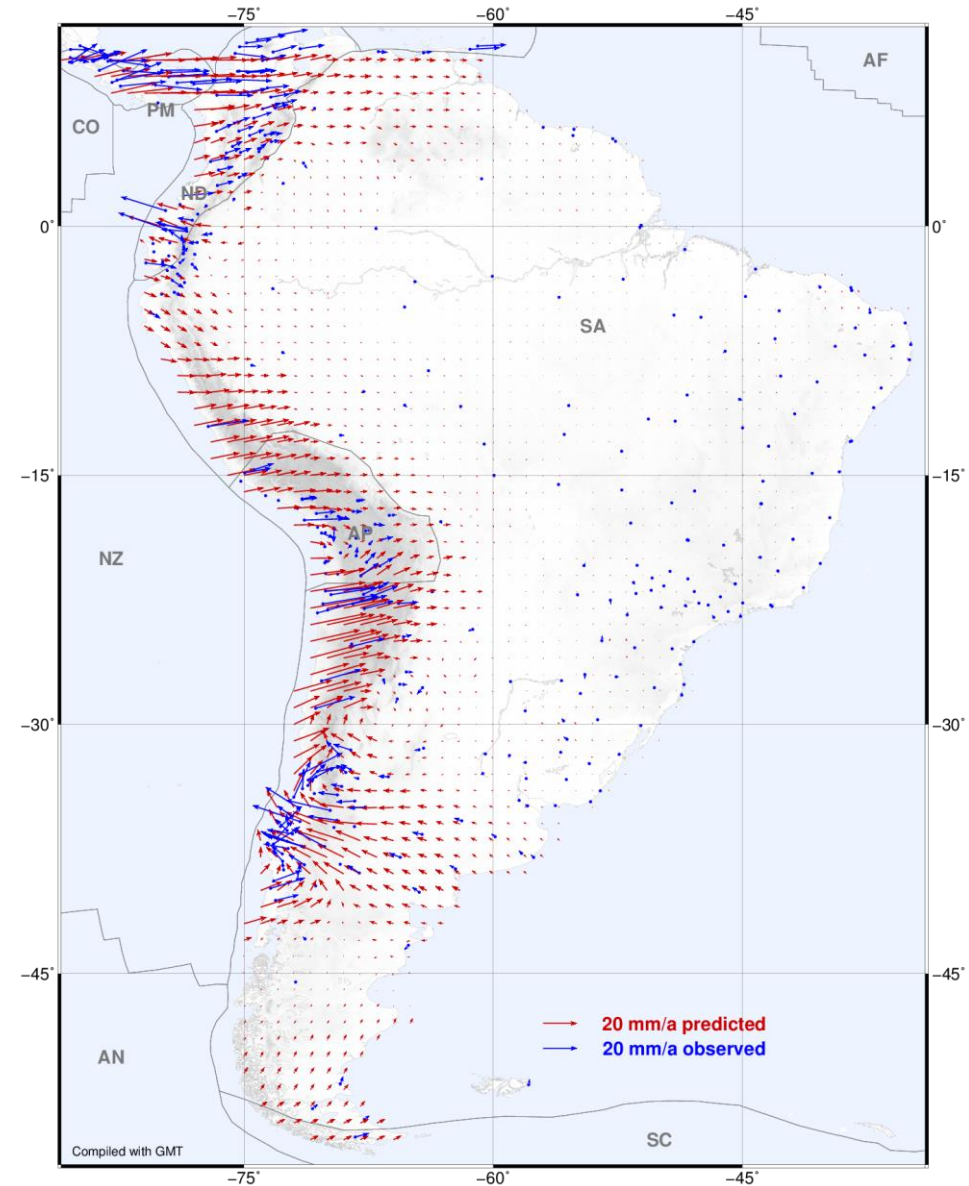 −75˚ −60˚ −45˚
AF
PM
CO
ND
0˚ 0˚
SA
−15˚ −15˚
AP
NZ
−30˚ −30˚
−45˚ −45˚
20 mm/a predicted
20 mm/a observed
AN
SC
Compiled with GMT
−75˚ −60˚ −45˚